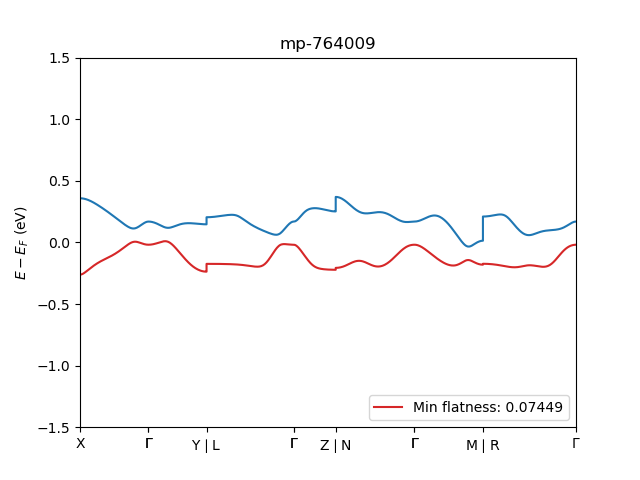 mp-764009
E − E_F (eV)
1.5
1.0
0.5
0.0
−0.5
−1.0
−1.5
Min flatness: 0.07449
X Γ Y | L Γ Z | N Γ M | R Γ